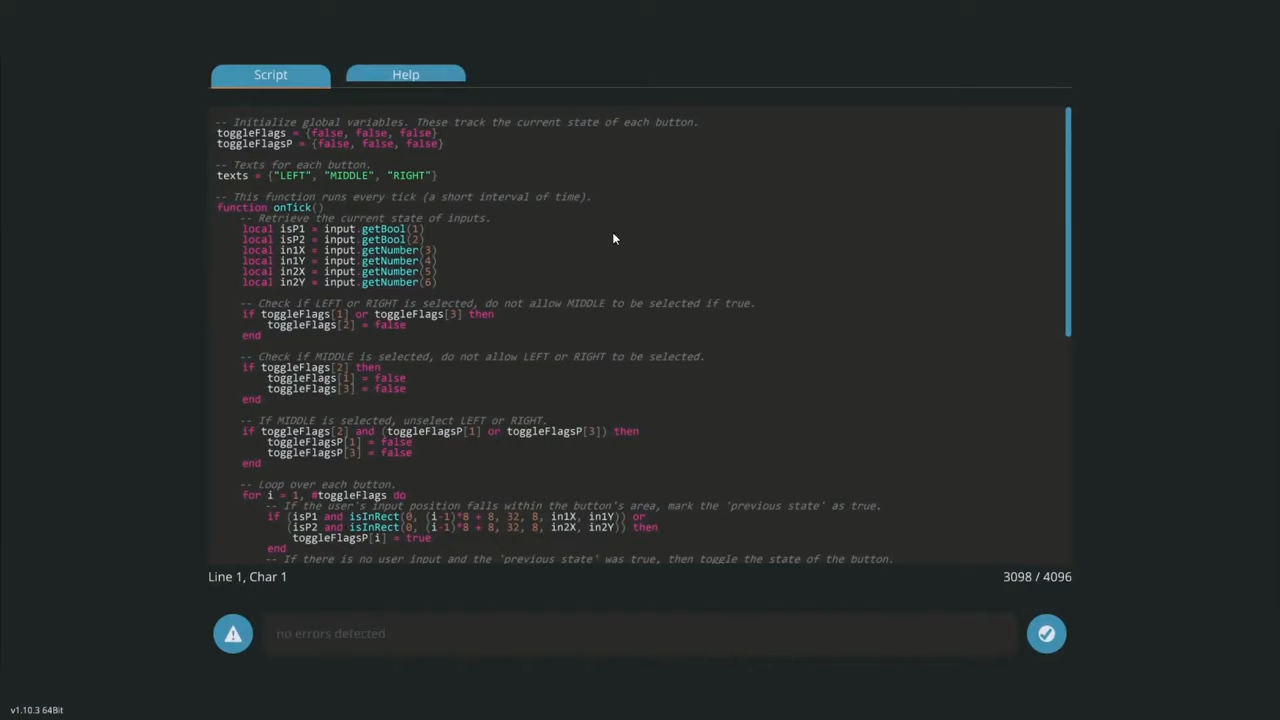 Script
Help
-- Initialize global variables. These track the current state of each button.
toggleFlags = {false, false, false}
toggleFlagsP = {false, false, false}
-- Texts for each button.
texts = {"LEFT", "MIDDLE", "RIGHT"}
-- This function runs every tick (a short interval of time).
function onTick()
-- Retrieve the current state of inputs.
local isP1 = input.getBool(1)
local isP2 = input.getBool(2)
local in1X = input.getNumber(3)
local in1Y = input.getNumber(4)
local in2X = input.getNumber(5)
local in2Y = input.getNumber(6)
-- Check if LEFT or RIGHT is selected, do not allow MIDDLE to be selected if true.
if toggleFlags[1] or toggleFlags[3] then
toggleFlags[2] = false
end
-- Check if MIDDLE is selected, do not allow LEFT or RIGHT to be selected.
if toggleFlags[2] then
toggleFlags[1] = false
toggleFlags[3] = false
end
-- If MIDDLE is selected, unselect LEFT or RIGHT.
if toggleFlags[2] and (toggleFlagsP[1] or toggleFlagsP[3]) then
toggleFlagsP[1] = false
toggleFlagsP[3] = false
end
-- Loop over each button.
for i = 1, #toggleFlags do
-- If the user's input position falls within the button's area, mark the 'previous state' as true.
if (isP1 and isInRect(0, (i-1)*8 + 8, 32, 8, in1X, in1Y)) or
(isP2 and isInRect(0, (i-1)*8 + 8, 32, 8, in2X, in2Y)) then
toggleFlagsP[i] = true
end
-- If there is no user input and the 'previous state' was true, then toggle the state of the button.
Line 1, Char 1
3098 / 4096
no errors detected
v1.10.3 64Bit